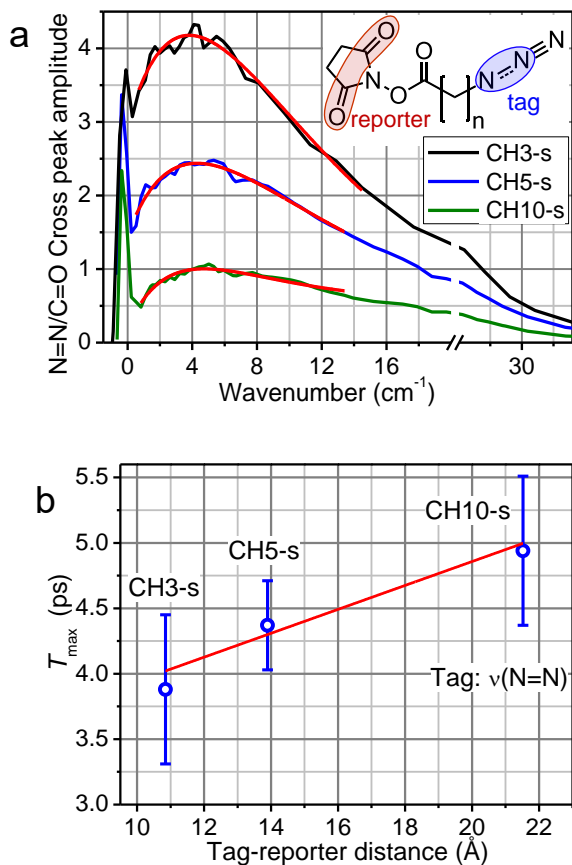 a
N=N/C=O Cross peak amplitude
4
3
2
1
0
O
N
O
O
O
N
N
N
n
reporter
tag
CH3-s
CH5-s
CH10-s
0
4
8
12
16
30
Wavenumber (cm-1)
b
Tmax (ps)
5.5
5.0
4.5
4.0
3.5
3.0
CH3-s
CH5-s
CH10-s
Tag: ν(N=N)
10
12
14
16
18
20
22
Tag-reporter distance (Å)